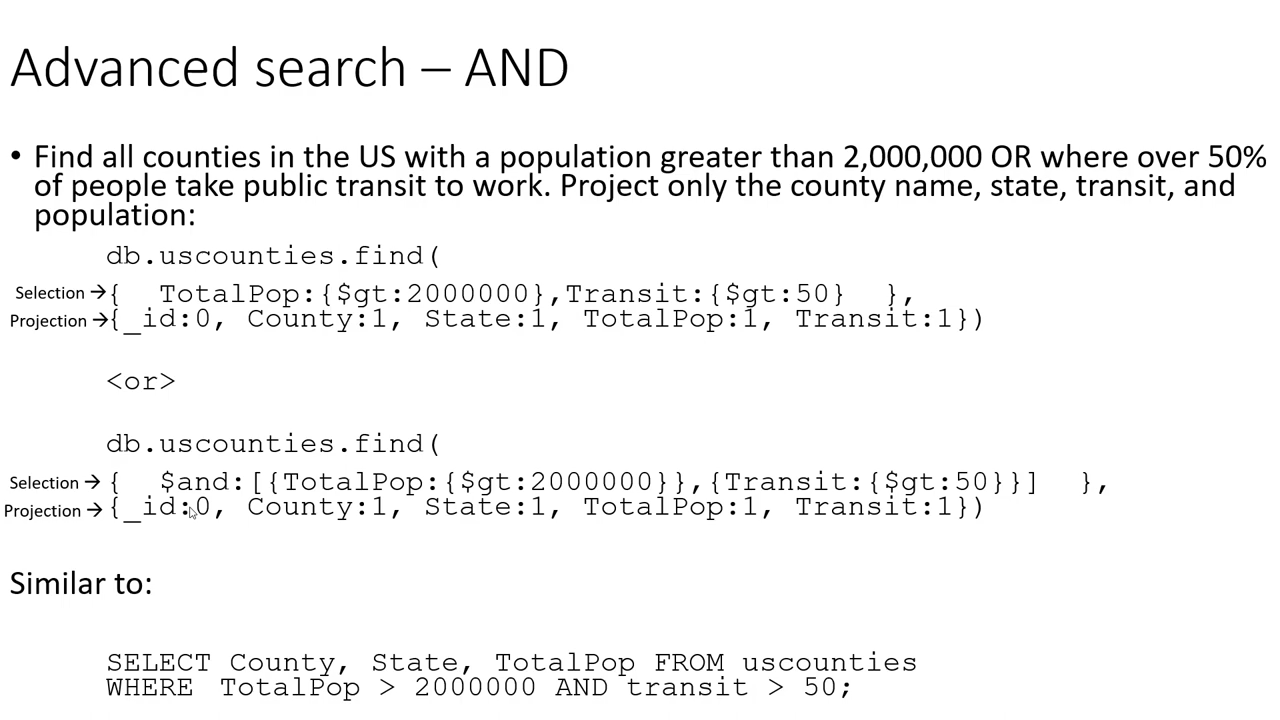 Advanced search – AND
• Find all counties in the US with a population greater than 2,000,000 OR where over 50%
of people take public transit to work. Project only the county name, state, transit, and
population:
db.uscounties.find(
Selection → {  TotalPop:{$gt:2000000},Transit:{$gt:50}  },
Projection → {_id:0, County:1, State:1, TotalPop:1, Transit:1})
<or>
db.uscounties.find(
Selection → {  $and:[{TotalPop:{$gt:2000000}},{Transit:{$gt:50}}]  },
Projection → {_id:0, County:1, State:1, TotalPop:1, Transit:1})
Similar to:
SELECT County, State, TotalPop FROM uscounties
WHERE TotalPop > 2000000 AND transit > 50;